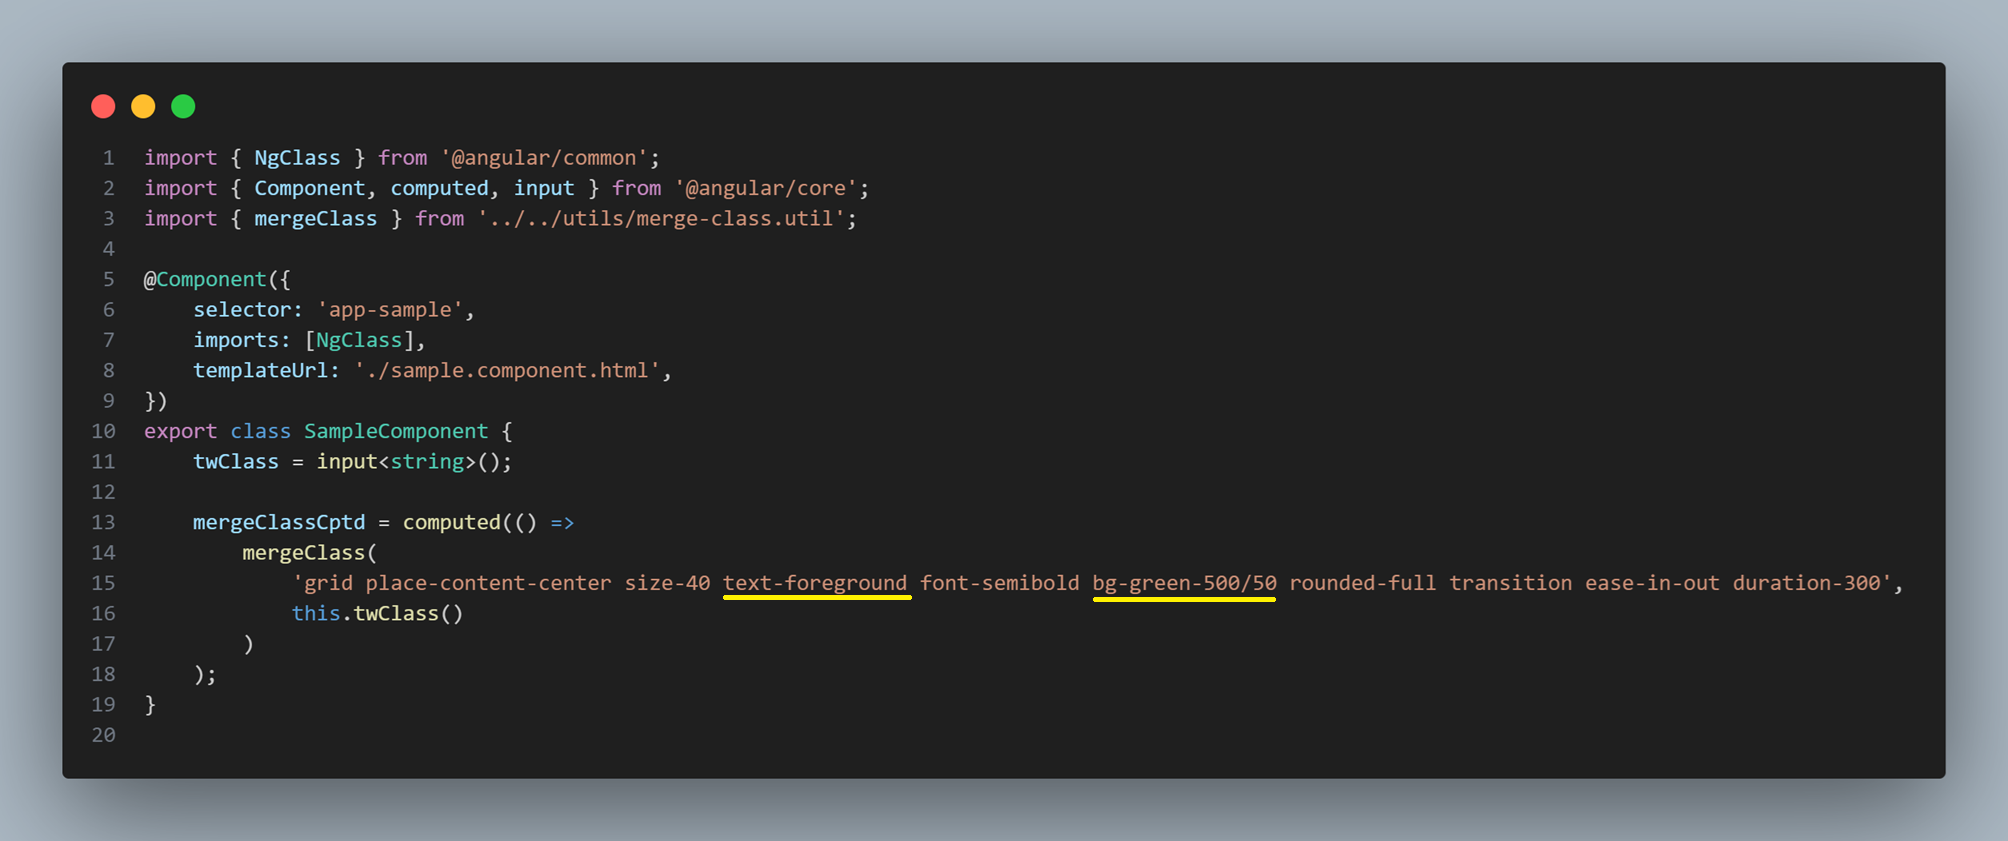 1 import { NgClass } from '@angular/common';
2 import { Component, computed, input } from '@angular/core';
3 import { mergeClass } from '../../utils/merge-class.util';
4
5 @Component({
6     selector: 'app-sample',
7     imports: [NgClass],
8     templateUrl: './sample.component.html',
9 })
10 export class SampleComponent {
11     twClass = input<string>();
12
13     mergeClassCptd = computed(() =>
14         mergeClass(
15             'grid place-content-center size-40 text-foreground font-semibold bg-green-500/50 rounded-full transition ease-in-out duration-300',
16             this.twClass()
17         )
18     );
19 }
20